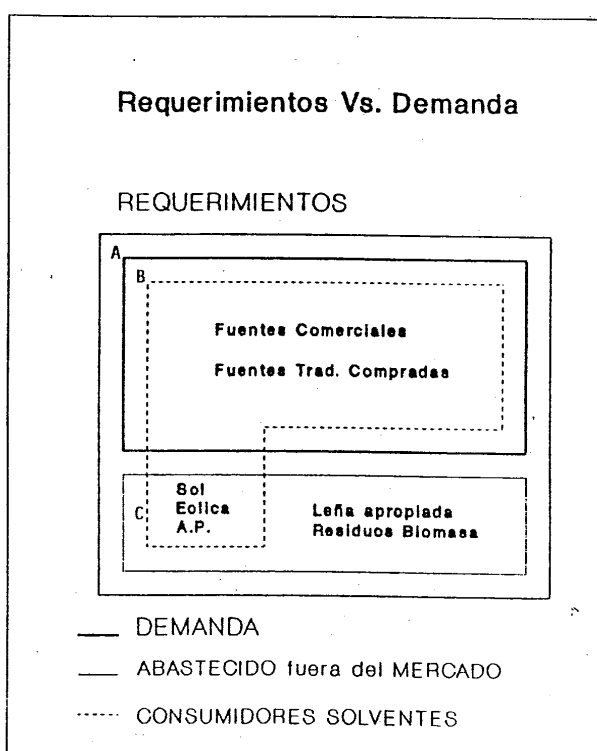 Requerimientos Vs. Demanda
REQUERIMIENTOS
A
B
Fuentes Comerciales
Fuentes Trad. Compradas
C
Sol
Eolica
A.P.
Leña apropiada
Residuos Biomasa
DEMANDA
ABASTECIDO fuera del MERCADO
CONSUMIDORES SOLVENTES